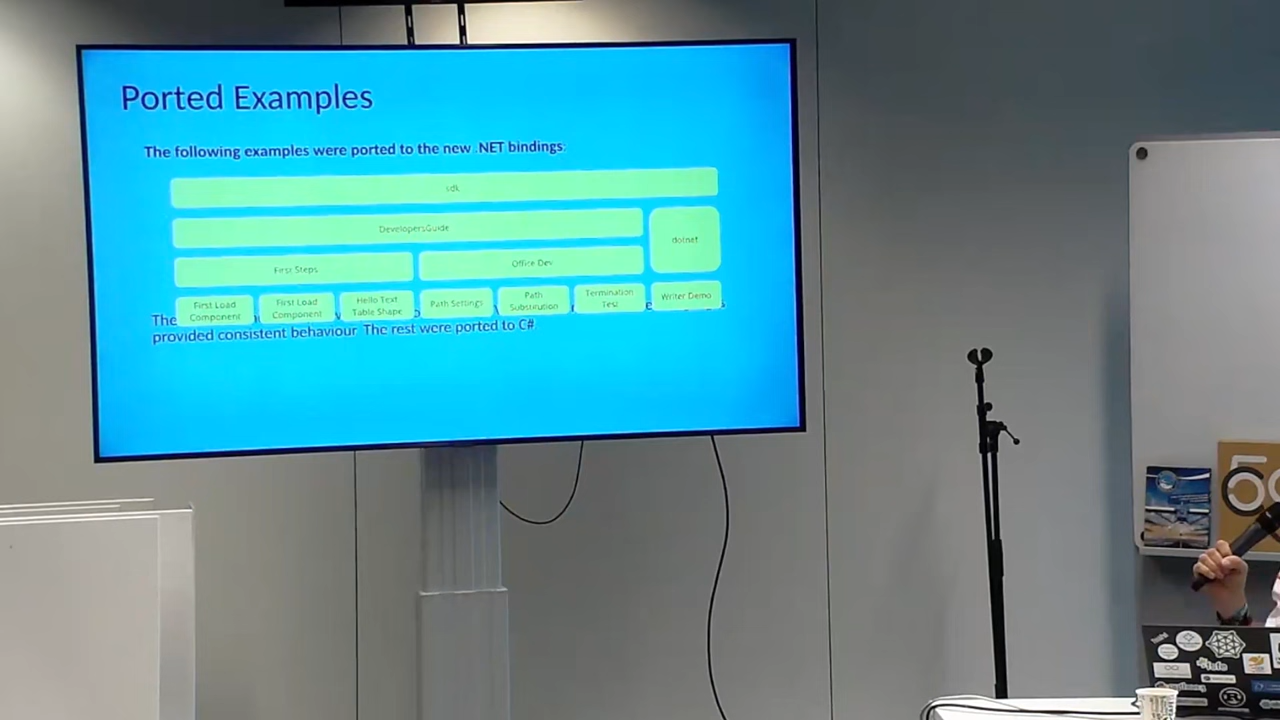 Ported Examples
The following examples were ported to the new .NET bindings:
sdk
DevelopersGuide
dotnet
First Steps
Office Dev
First Load
Component
First Load
Component
Hello Text
Table Shape
Path Settings
Path
Substitution
Termination
Test
Writer Demo
The
provided consistent behaviour. The rest were ported to C#
50